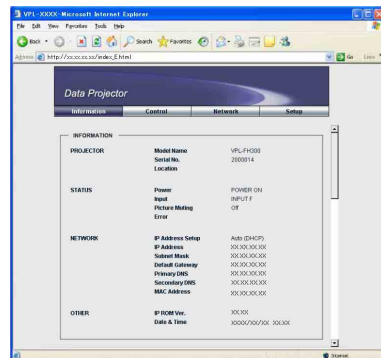 VPL-XXXX-Microsoft Internet Explorer
File Edit View Favorites Tools Help
Back Search Favorites
Address http://xx.xx.xx.xx/index_E.html Go Links
Data Projector
Information Control Network Setup
INFORMATION
PROJECTOR Model Name VPL-FH300
Serial No. 2000014
Location
STATUS Power POWER ON
Input INPUT F
Picture Muting Off
Error
NETWORK IP Address Setup Auto (DHCP)
IP Address XX.XX.XX.XX
Subnet Mask XX.XX.XX.XX
Default Gateway XX.XX.XX.XX
Primary DNS XX.XX.XX.XX
Secondary DNS XX.XX.XX.XX
MAC Address XX.XX.XX.XX
OTHER IP ROM Ver. XX.XX
Date & Time XXXX/XX/XX XX:XX
Internet